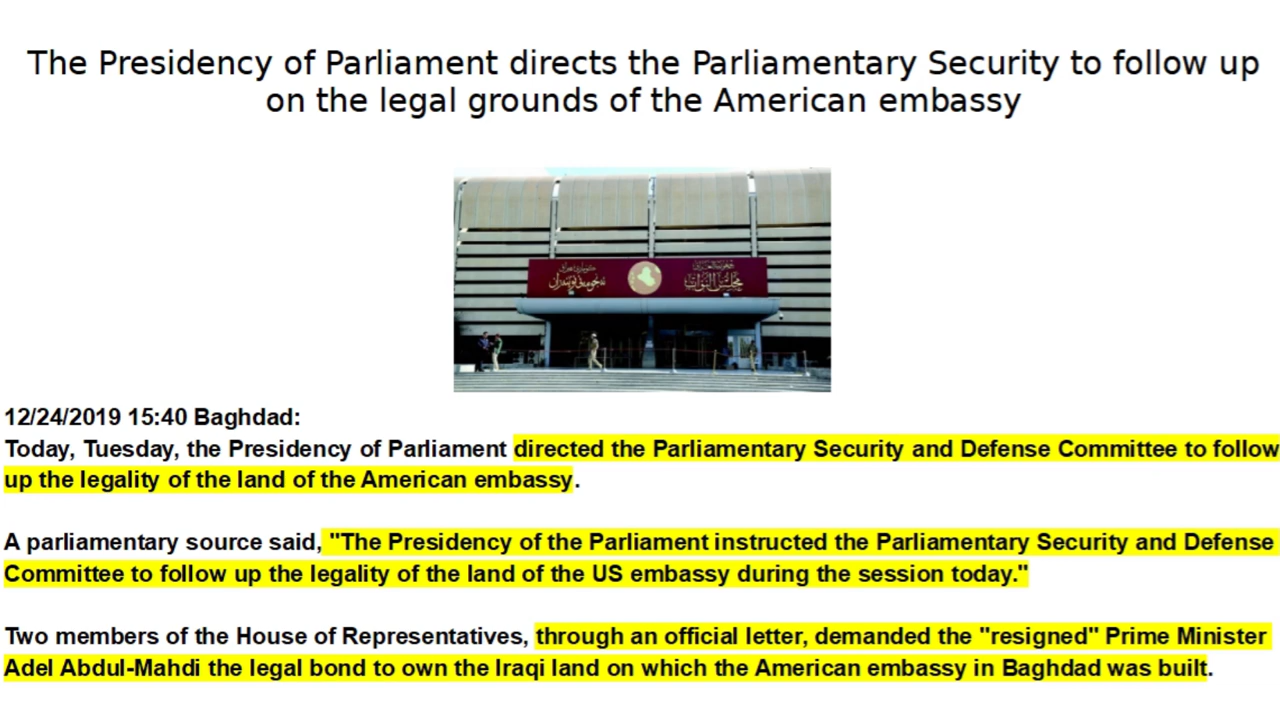 The Presidency of Parliament directs the Parliamentary Security to follow up
on the legal grounds of the American embassy
مجلس النواب
12/24/2019 15:40 Baghdad:
Today, Tuesday, the Presidency of Parliament directed the Parliamentary Security and Defense Committee to follow
up the legality of the land of the American embassy.
A parliamentary source said, "The Presidency of the Parliament instructed the Parliamentary Security and Defense
Committee to follow up the legality of the land of the US embassy during the session today."
Two members of the House of Representatives, through an official letter, demanded the "resigned" Prime Minister
Adel Abdul-Mahdi the legal bond to own the Iraqi land on which the American embassy in Baghdad was built.